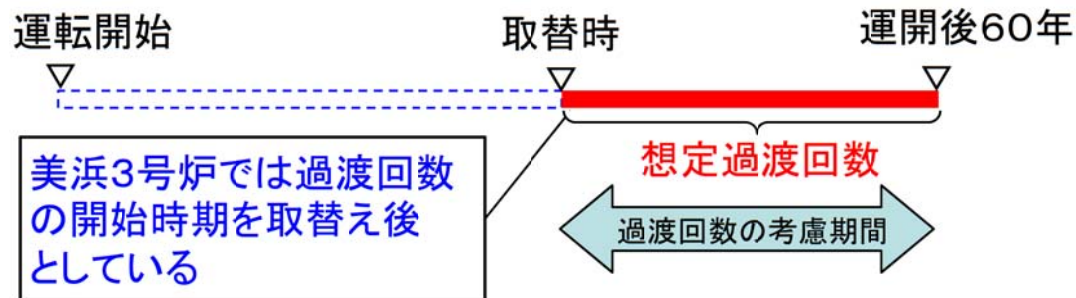 運転開始
取替時
運開後60年
美浜3号炉では過渡回数
の開始時期を取替え後
としている
想定過渡回数
過渡回数の考慮期間